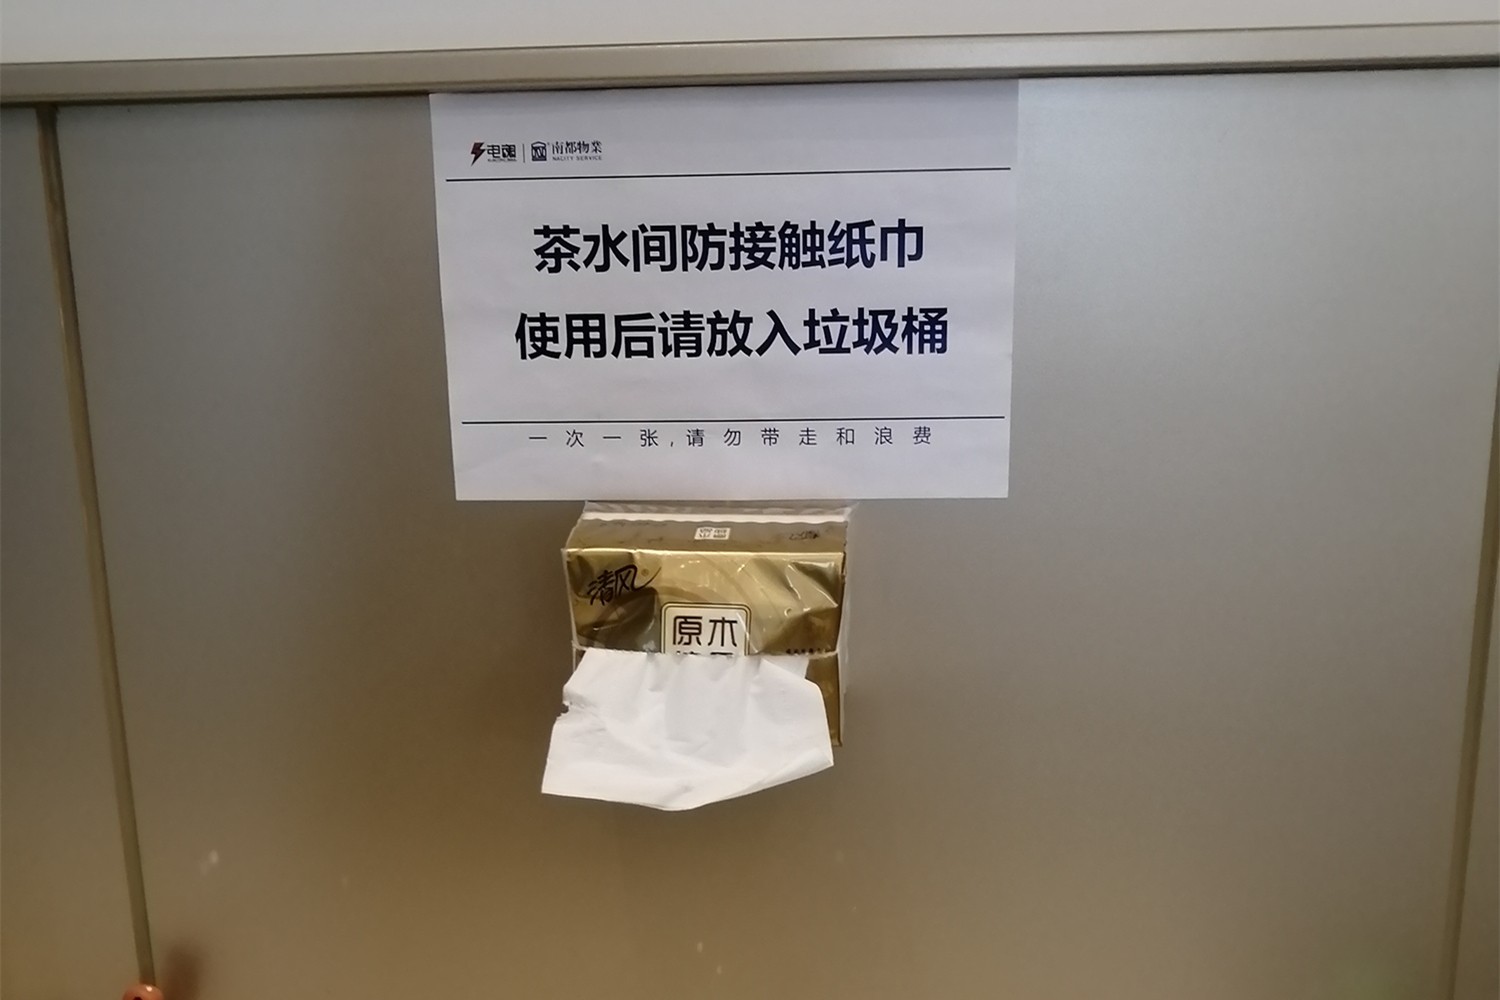 电魂 南都物業
NACITY SERVICE
茶水间防接触纸巾
使用后请放入垃圾桶
一次一张,请勿带走和浪费
清风
原木